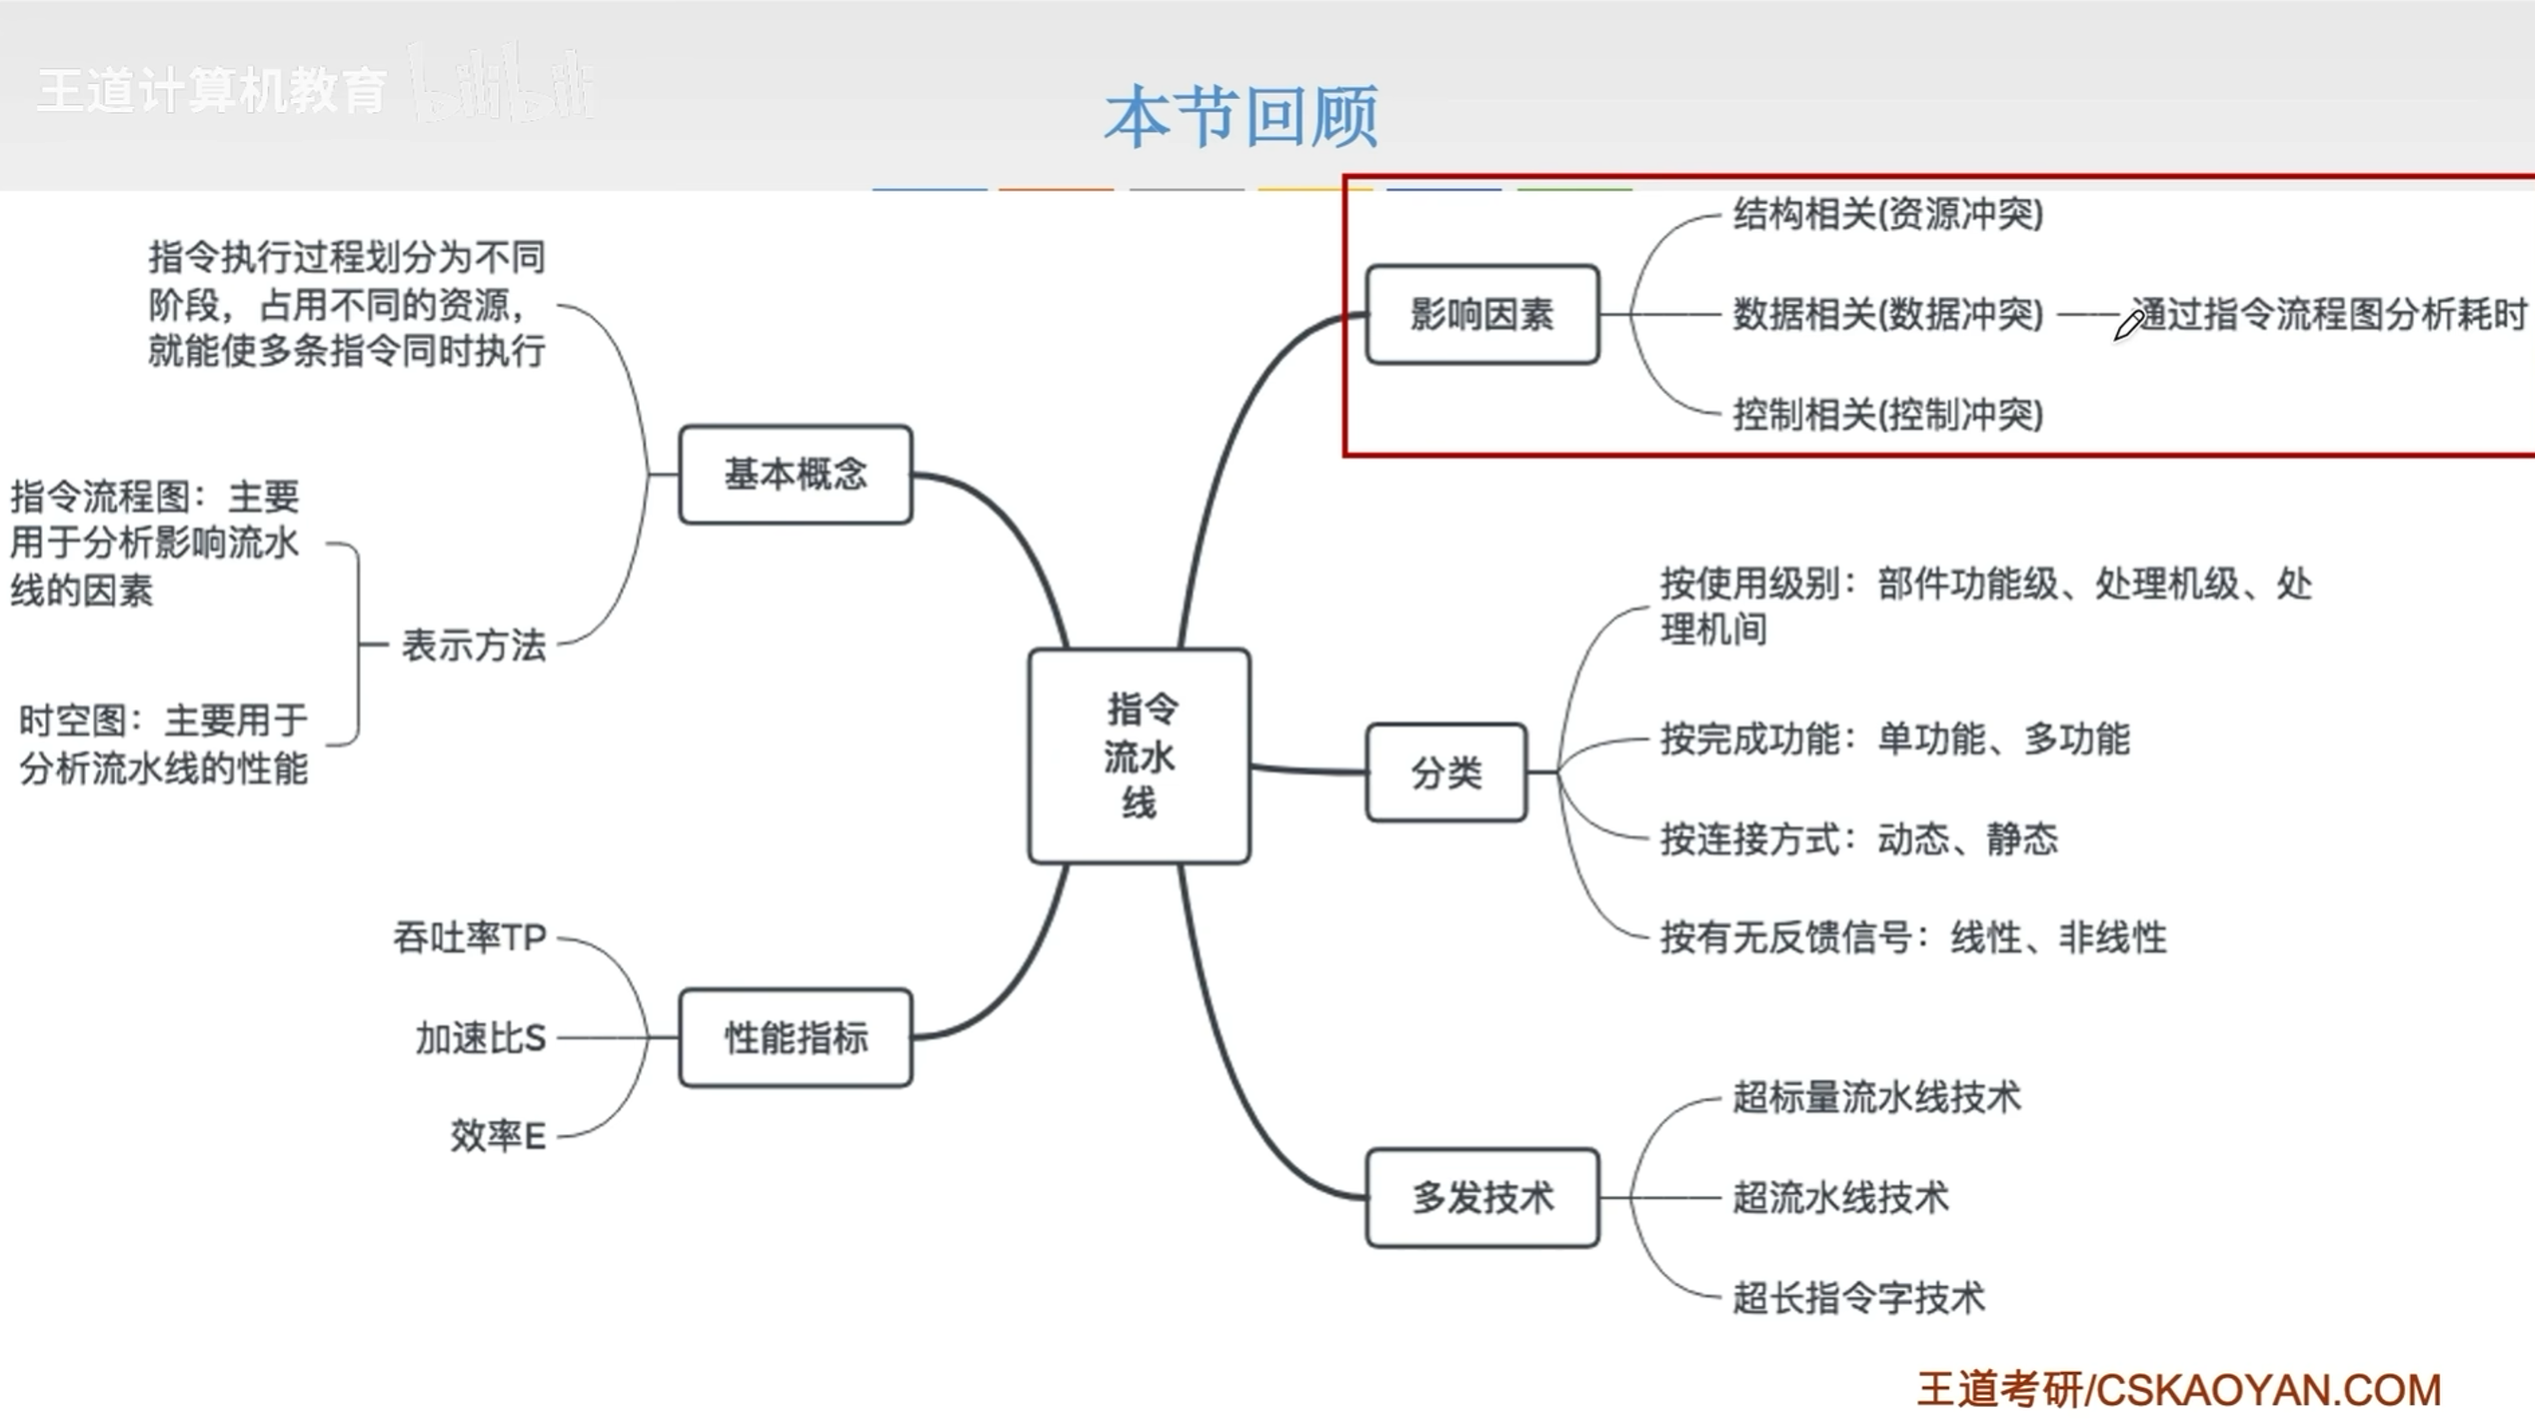 王道计算机教育 bilibili
本节回顾
指令执行过程划分为不同
阶段，占用不同的资源，
就能使多条指令同时执行
基本概念
指令流程图：主要
用于分析影响流水
线的因素
表示方法
时空图：主要用于
分析流水线的性能
吞吐率TP
加速比S
效率E
性能指标
指令
流水
线
影响因素
结构相关(资源冲突)
数据相关(数据冲突)
通过指令流程图分析耗时
控制相关(控制冲突)
分类
按使用级别：部件功能级、处理机级、处
理机间
按完成功能：单功能、多功能
按连接方式：动态、静态
按有无反馈信号：线性、非线性
多发技术
超标量流水线技术
超流水线技术
超长指令字技术
王道考研/CSKAOYAN.COM